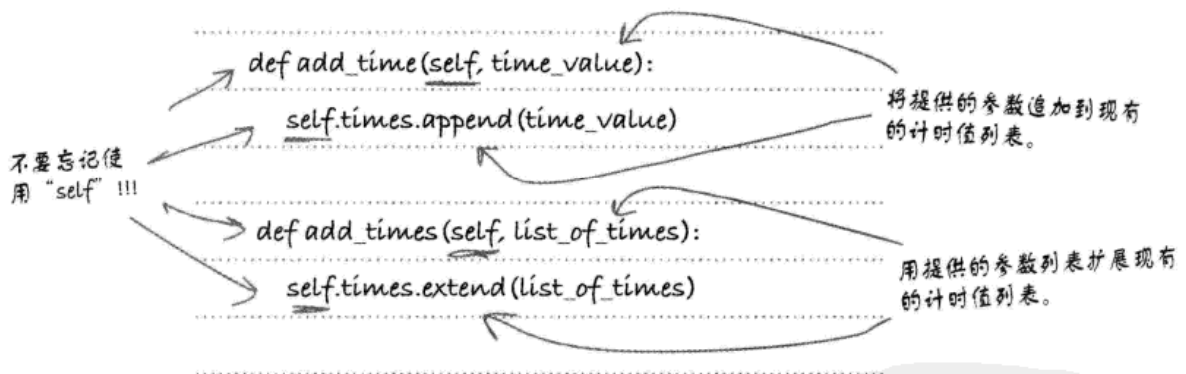 def add_time(self, time_value):
self.times.append(time_value)
将提供的参数追加到现有
的计时值列表。
不要忘记使
用“self”!!!
def add_times(self, list_of_times):
self.times.extend(list_of_times)
用提供的参数列表扩展现有
的计时值列表。